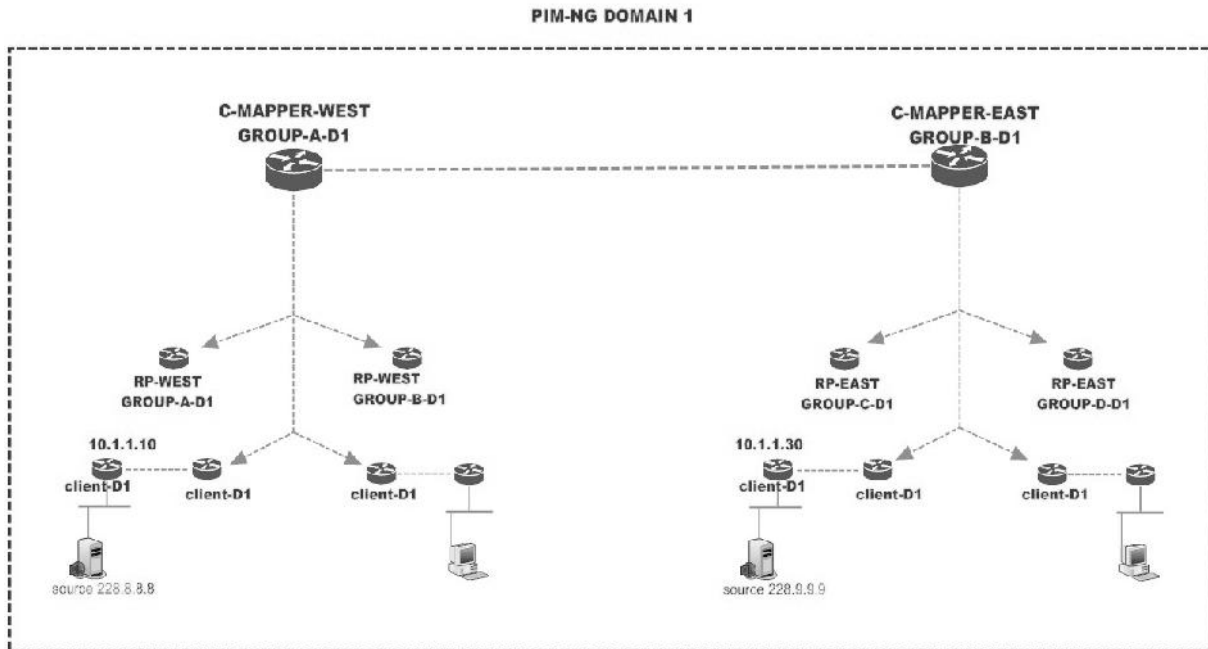 PIM-NG DOMAIN 1
C-MAPPER-WEST
GROUP-A-D1
C-MAPPER-EAST
GROUP-B-D1
RP-WEST
GROUP-A-D1
RP-WEST
GROUP-B-D1
RP-EAST
GROUP-C-D1
RP-EAST
GROUP-D-D1
10.1.1.10
client-D1
client-D1
client-D1
10.1.1.30
client-D1
client-D1
client-D1
source 228.8.8.8
source 228.9.9.9